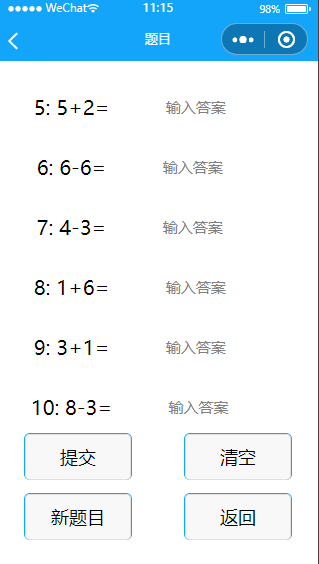 WeChat 11:15 98%
题目
5: 5+2= 输入答案
6: 6-6= 输入答案
7: 4-3= 输入答案
8: 1+6= 输入答案
9: 3+1= 输入答案
10: 8-3= 输入答案
提交 清空
新题目 返回